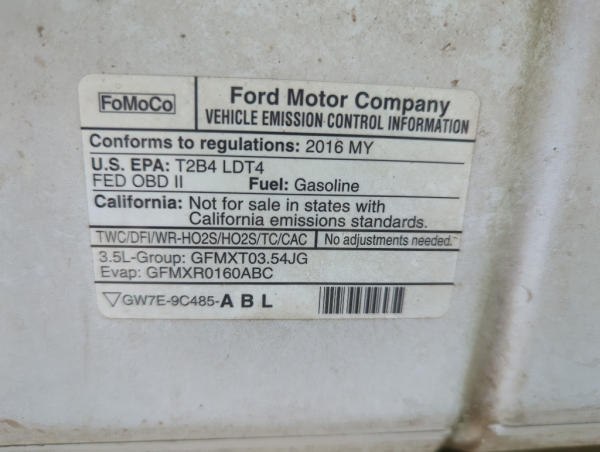 FoMoCo
Ford Motor Company
VEHICLE EMISSION CONTROL INFORMATION
Conforms to regulations: 2016 MY
U.S. EPA: T2B4 LDT4
FED OBD II Fuel: Gasoline
California: Not for sale in states with
California emissions standards.
TWC/DFI/WR-HO2S/HO2S/TC/CAC No adjustments needed.
3.5L-Group: GFMXT03.54JG
Evap: GFMXR0160ABC
▽GW7E-9C485-A B L